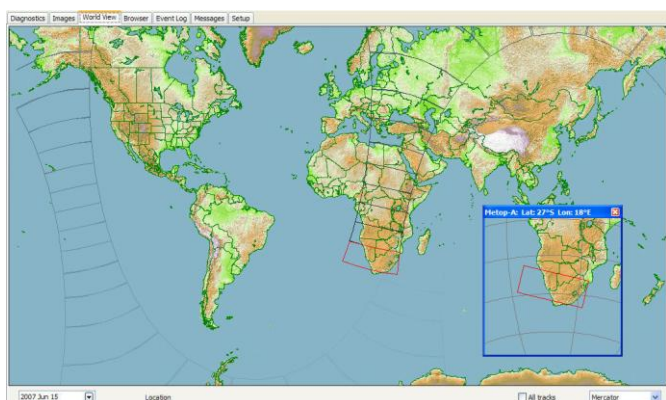 Diagnostics Images World View Browser Event Log Messages Setup
Metop-A: Lat: 27°S Lon: 18°E
2007 Jun 15 Location All tracks Mercator